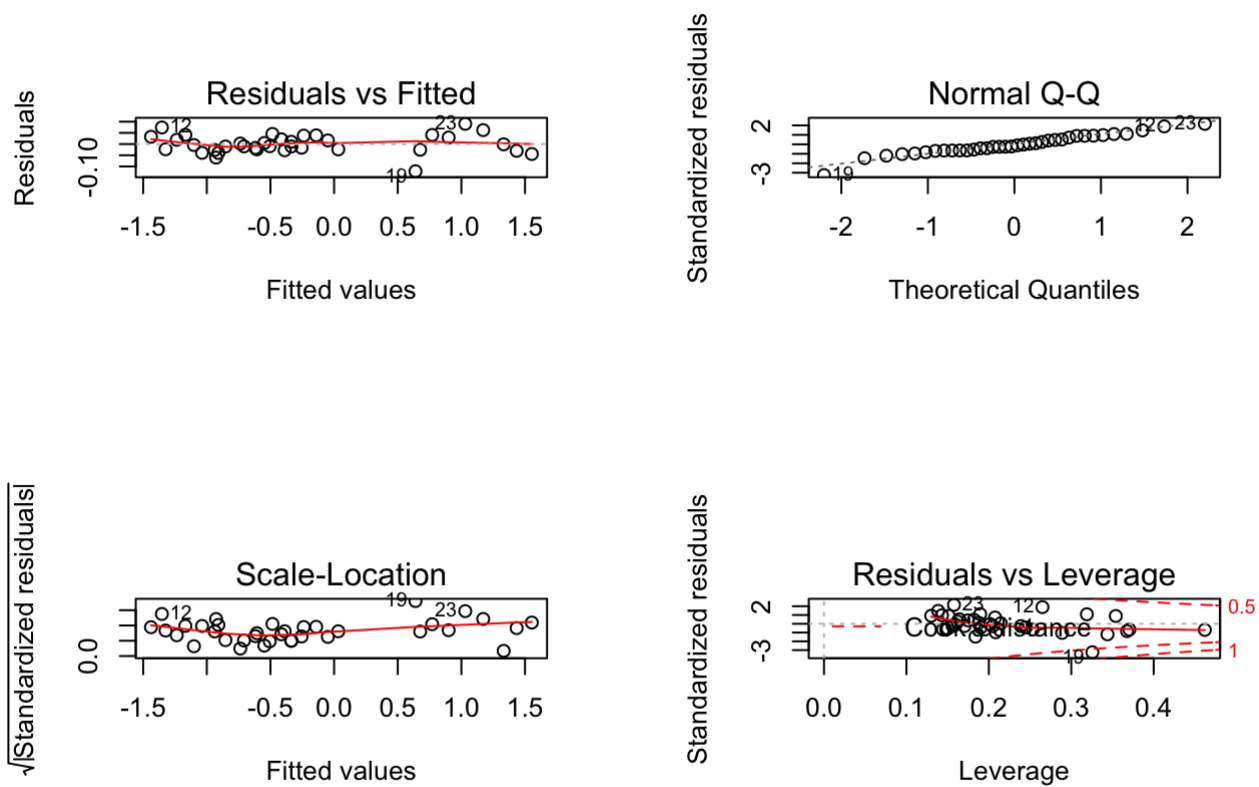 Residuals vs Fitted
Residuals
-0.10
12
23
19
-1.5 -0.5 0.0 0.5 1.0 1.5
Fitted values
Normal Q-Q
Standardized residuals
2
-3
12 23
19
-2 -1 0 1 2
Theoretical Quantiles
Scale-Location
√|Standardized residuals|
0.0
12
19
23
-1.5 -0.5 0.0 0.5 1.0 1.5
Fitted values
Residuals vs Leverage
Standardized residuals
2
-3
23
12
0.5
Cook's distance
1
19
0.0 0.1 0.2 0.3 0.4
Leverage